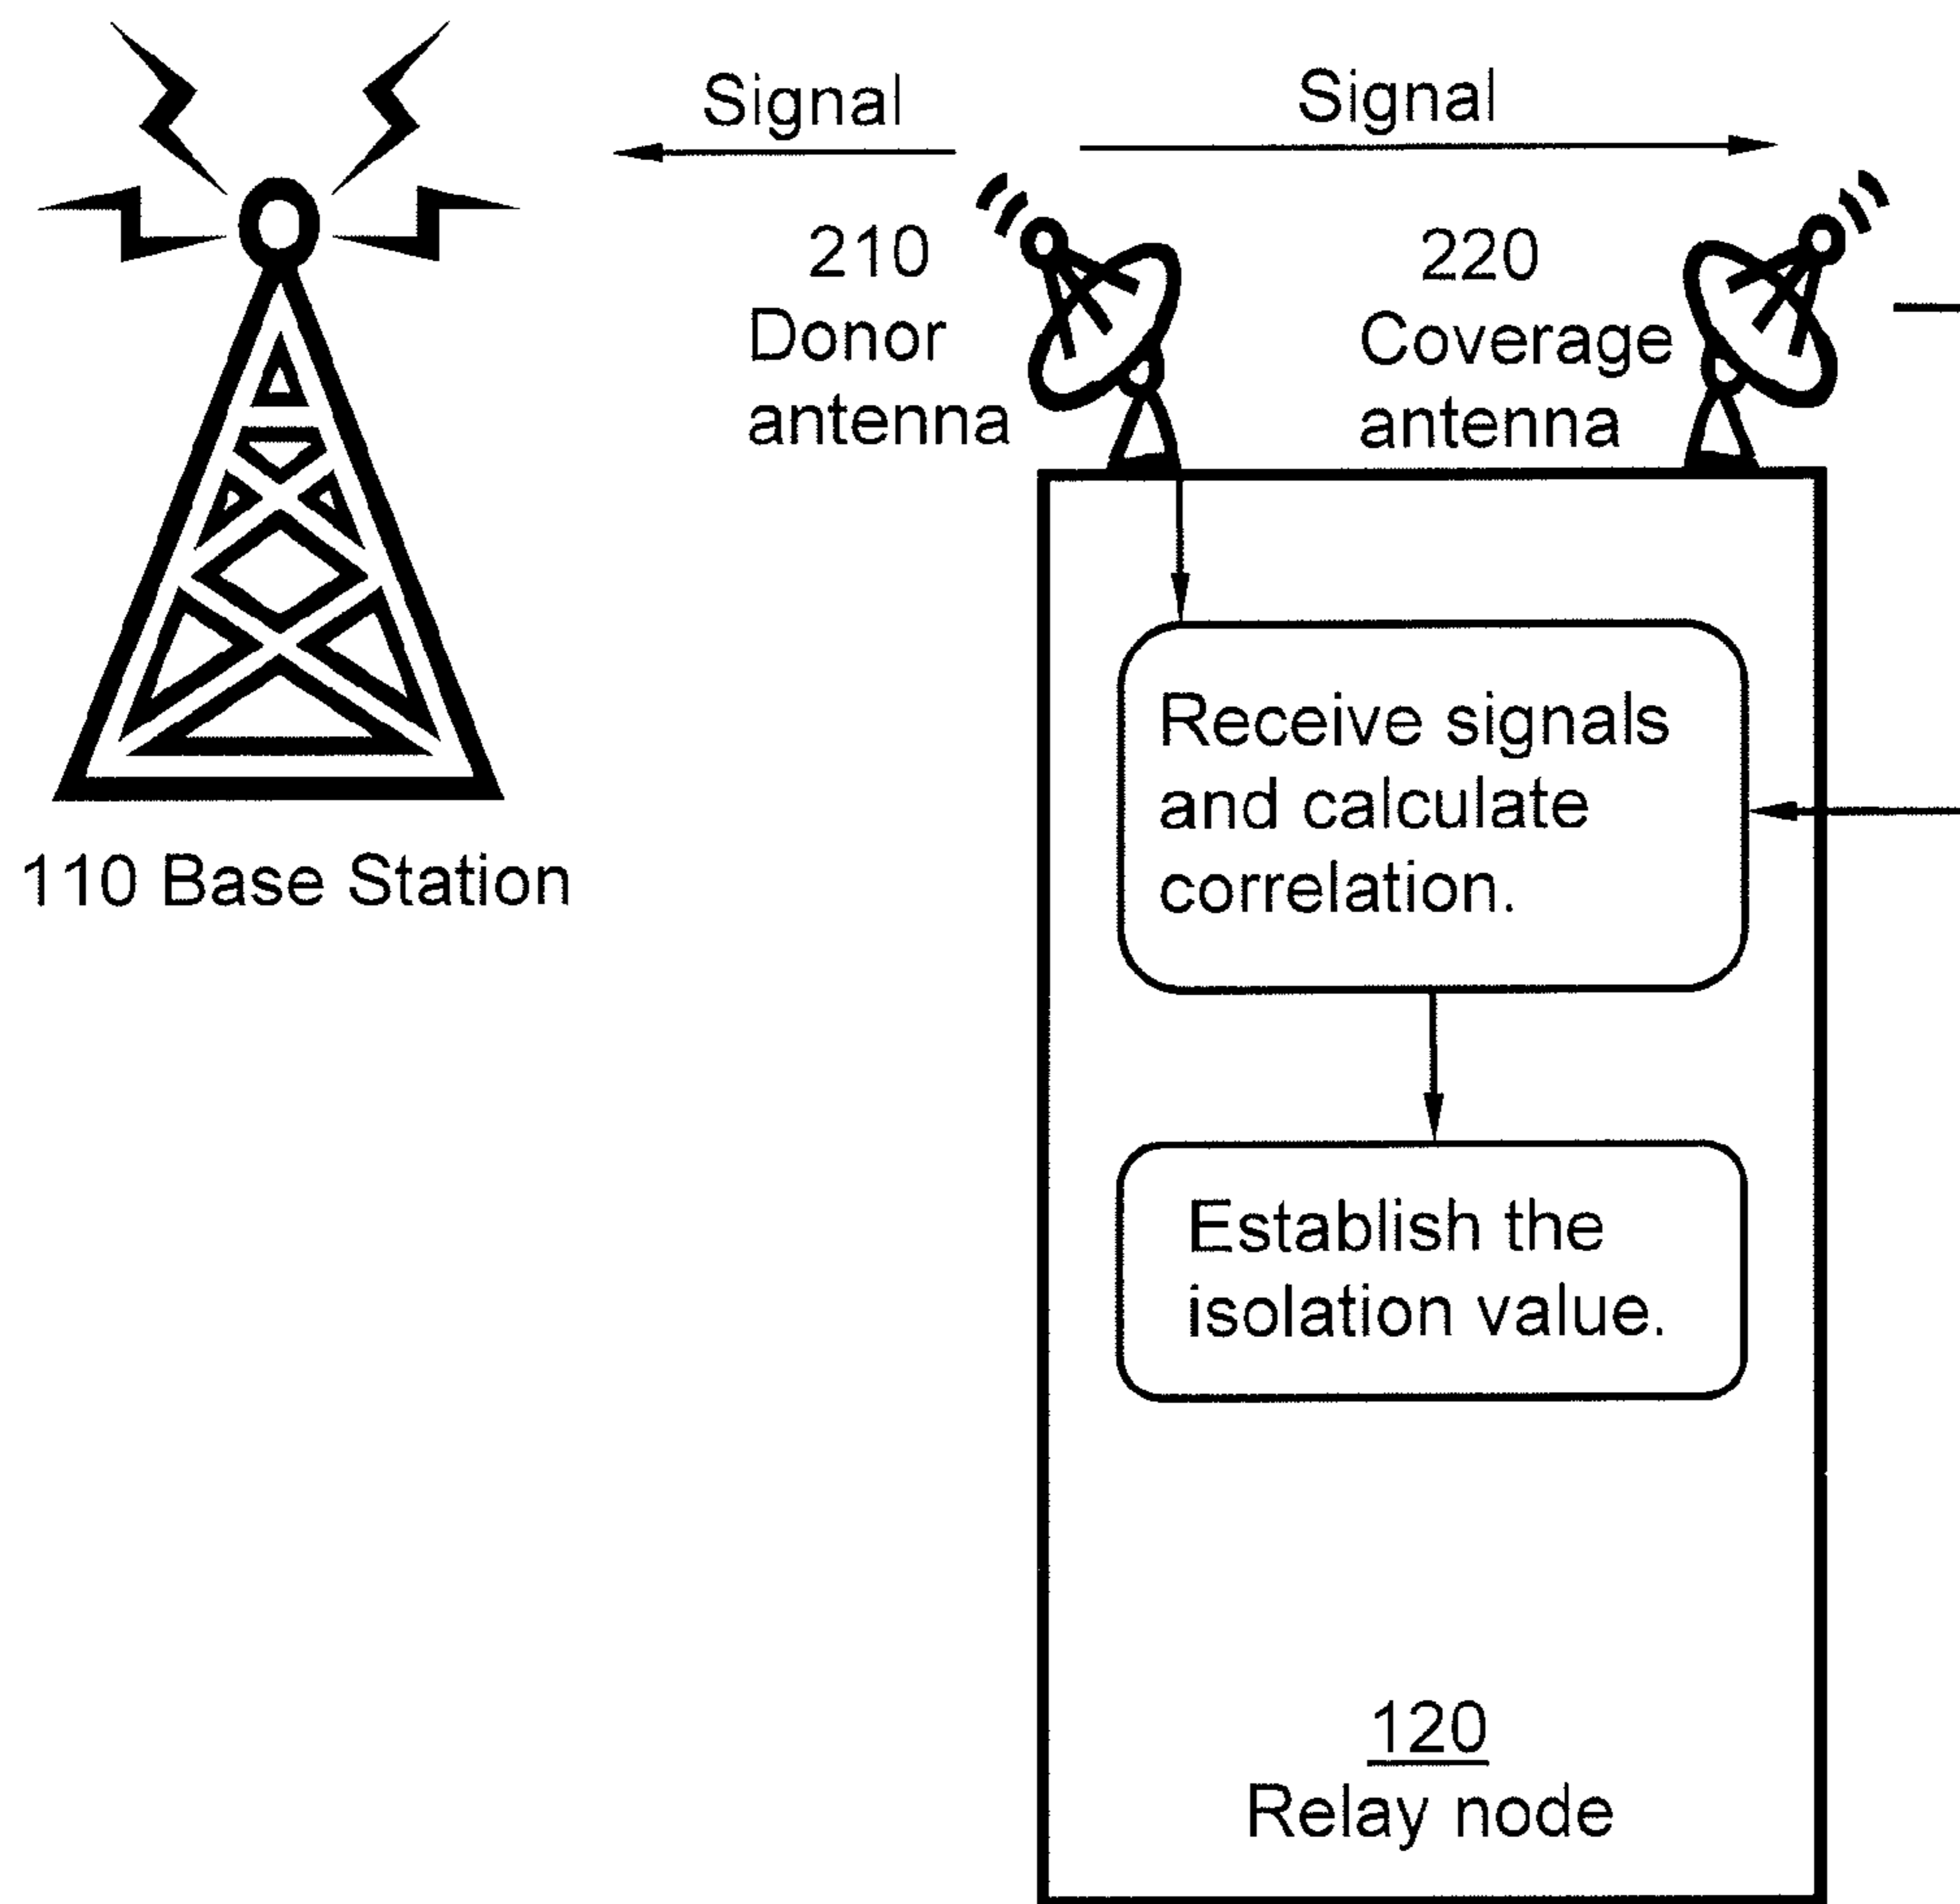 Signal
Signal
210
Donor
antenna
220
Coverage
antenna
110 Base Station
Receive signals
and calculate
correlation.
Establish the
isolation value.
120
Relay node